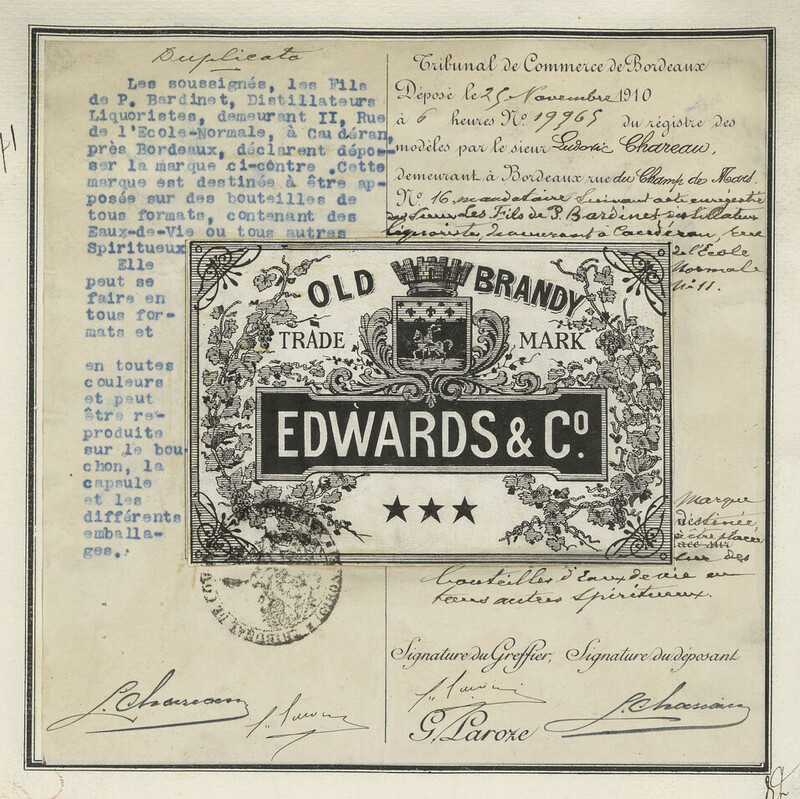 Duplicata
Les soussignés, les Fils
de P. Bardinet, Distillateurs
Liquoristes, demeurant II, Rue
de l'Ecole-Normale, à Caudéran,
près Bordeaux, déclarent dépo-
ser la marque ci-contre .Cette
marque est destinée à être ap-
posée sur des bouteilles de
tous formats, contenant des
Eaux-de-Vie ou tous autres
Spiritueux
Elle
peut se
faire en
tous for-
mats et
en toutes
couleurs
et peut
être re-
produite
sur le bou-
chon, la
capsule
et les
différents
emballa-
ges.
Tribunal de Commerce de Bordeaux
Déposé le 25 Novembre 1910
à 6 heures No 19965 du régistre des
modèles par le sieur Ludovic Chareau,
demeurant à Bordeaux rue du Champ de Mars.
No 16, mandataire suivant acte enregistré
des sieurs Les Fils de P. Bardinet distillateurs
liquoristes, demeurant à Caudéran, rue
de l'École
Normale
No 11.
OLD BRANDY
TRADE MARK
EDWARDS & Co.
★★★
Marque
destinée
à être placée
sur des
bouteilles d'Eaux de vie ou
tous autres spiritueux.
Signature du Greffier, Signature du déposant
L. Chareau
G. Laroze
L. Chareau